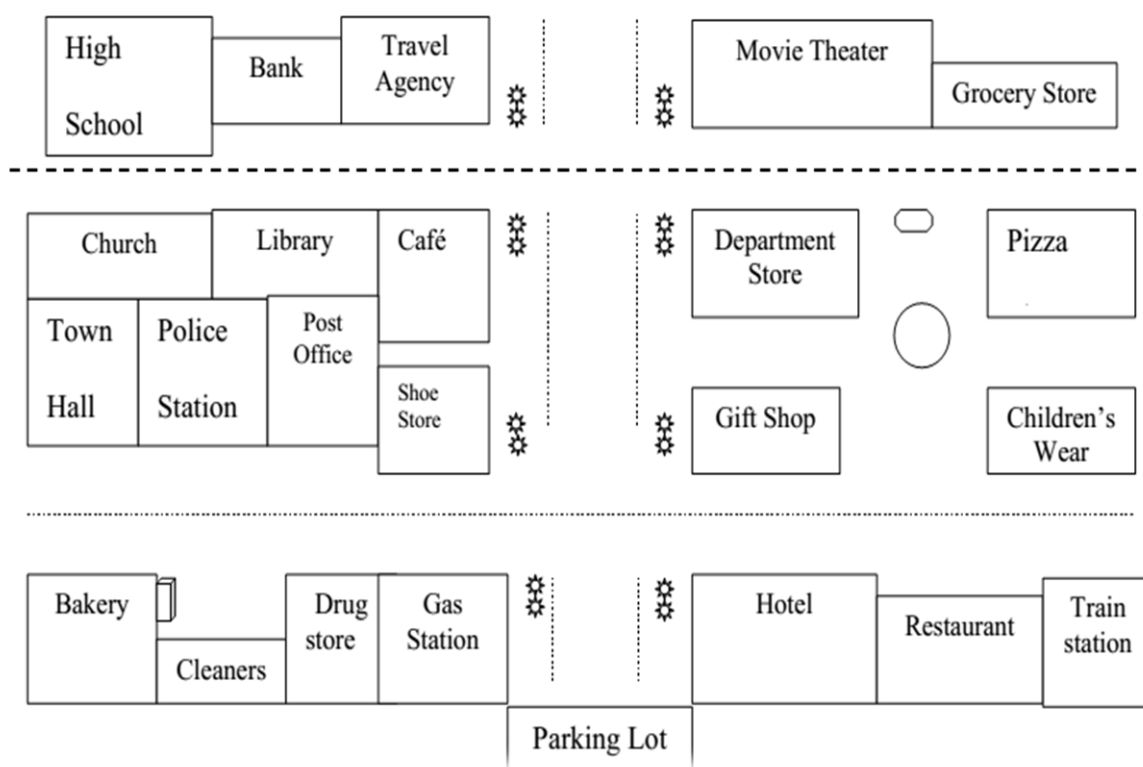 High
School
Bank
Travel
Agency
Movie Theater
Grocery Store
Church
Library
Café
Department
Store
Pizza
Town
Hall
Police
Station
Post
Office
Shoe
Store
Gift Shop
Children's
Wear
Bakery
Cleaners
Drug
store
Gas
Station
Hotel
Restaurant
Train
station
Parking Lot